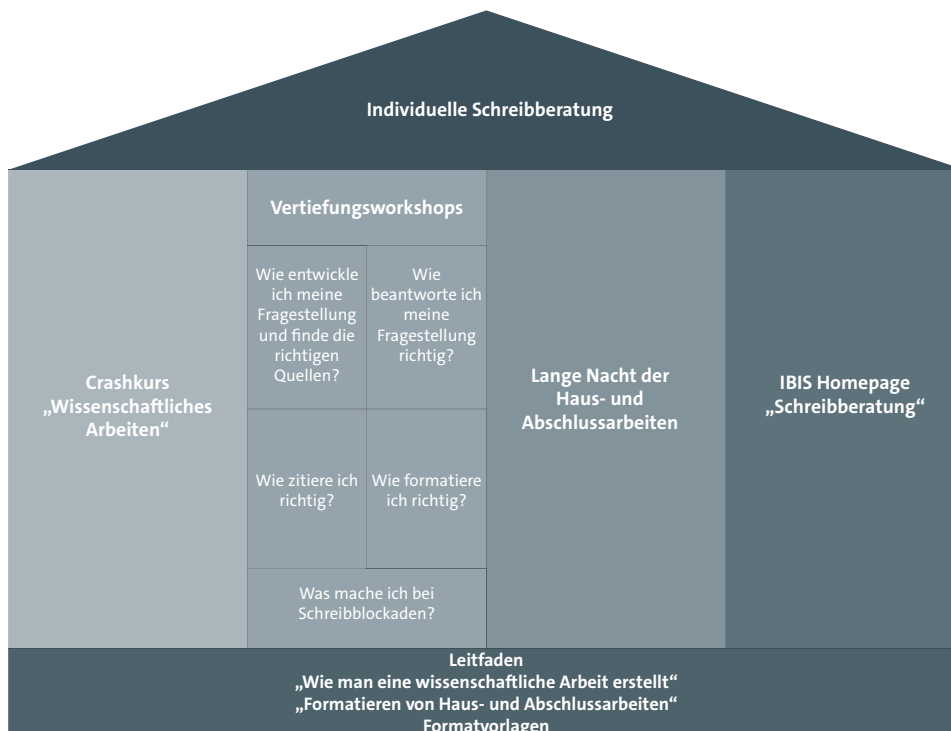 Individuelle Schreibberatung
Crashkurs
„Wissenschaftliches
Arbeiten“
Vertiefungsworkshops
Wie entwickle
ich meine
Fragestellung
und finde die
richtigen
Quellen?
Wie
beantworte ich
meine
Fragestellung
richtig?
Wie zitiere ich
richtig?
Wie formatiere
ich richtig?
Was mache ich bei
Schreibblockaden?
Lange Nacht der
Haus- und
Abschlussarbeiten
IBIS Homepage
„Schreibberatung“
Leitfaden
„Wie man eine wissenschaftliche Arbeit erstellt“
„Formatieren von Haus- und Abschlussarbeiten“
Formatvorlagen